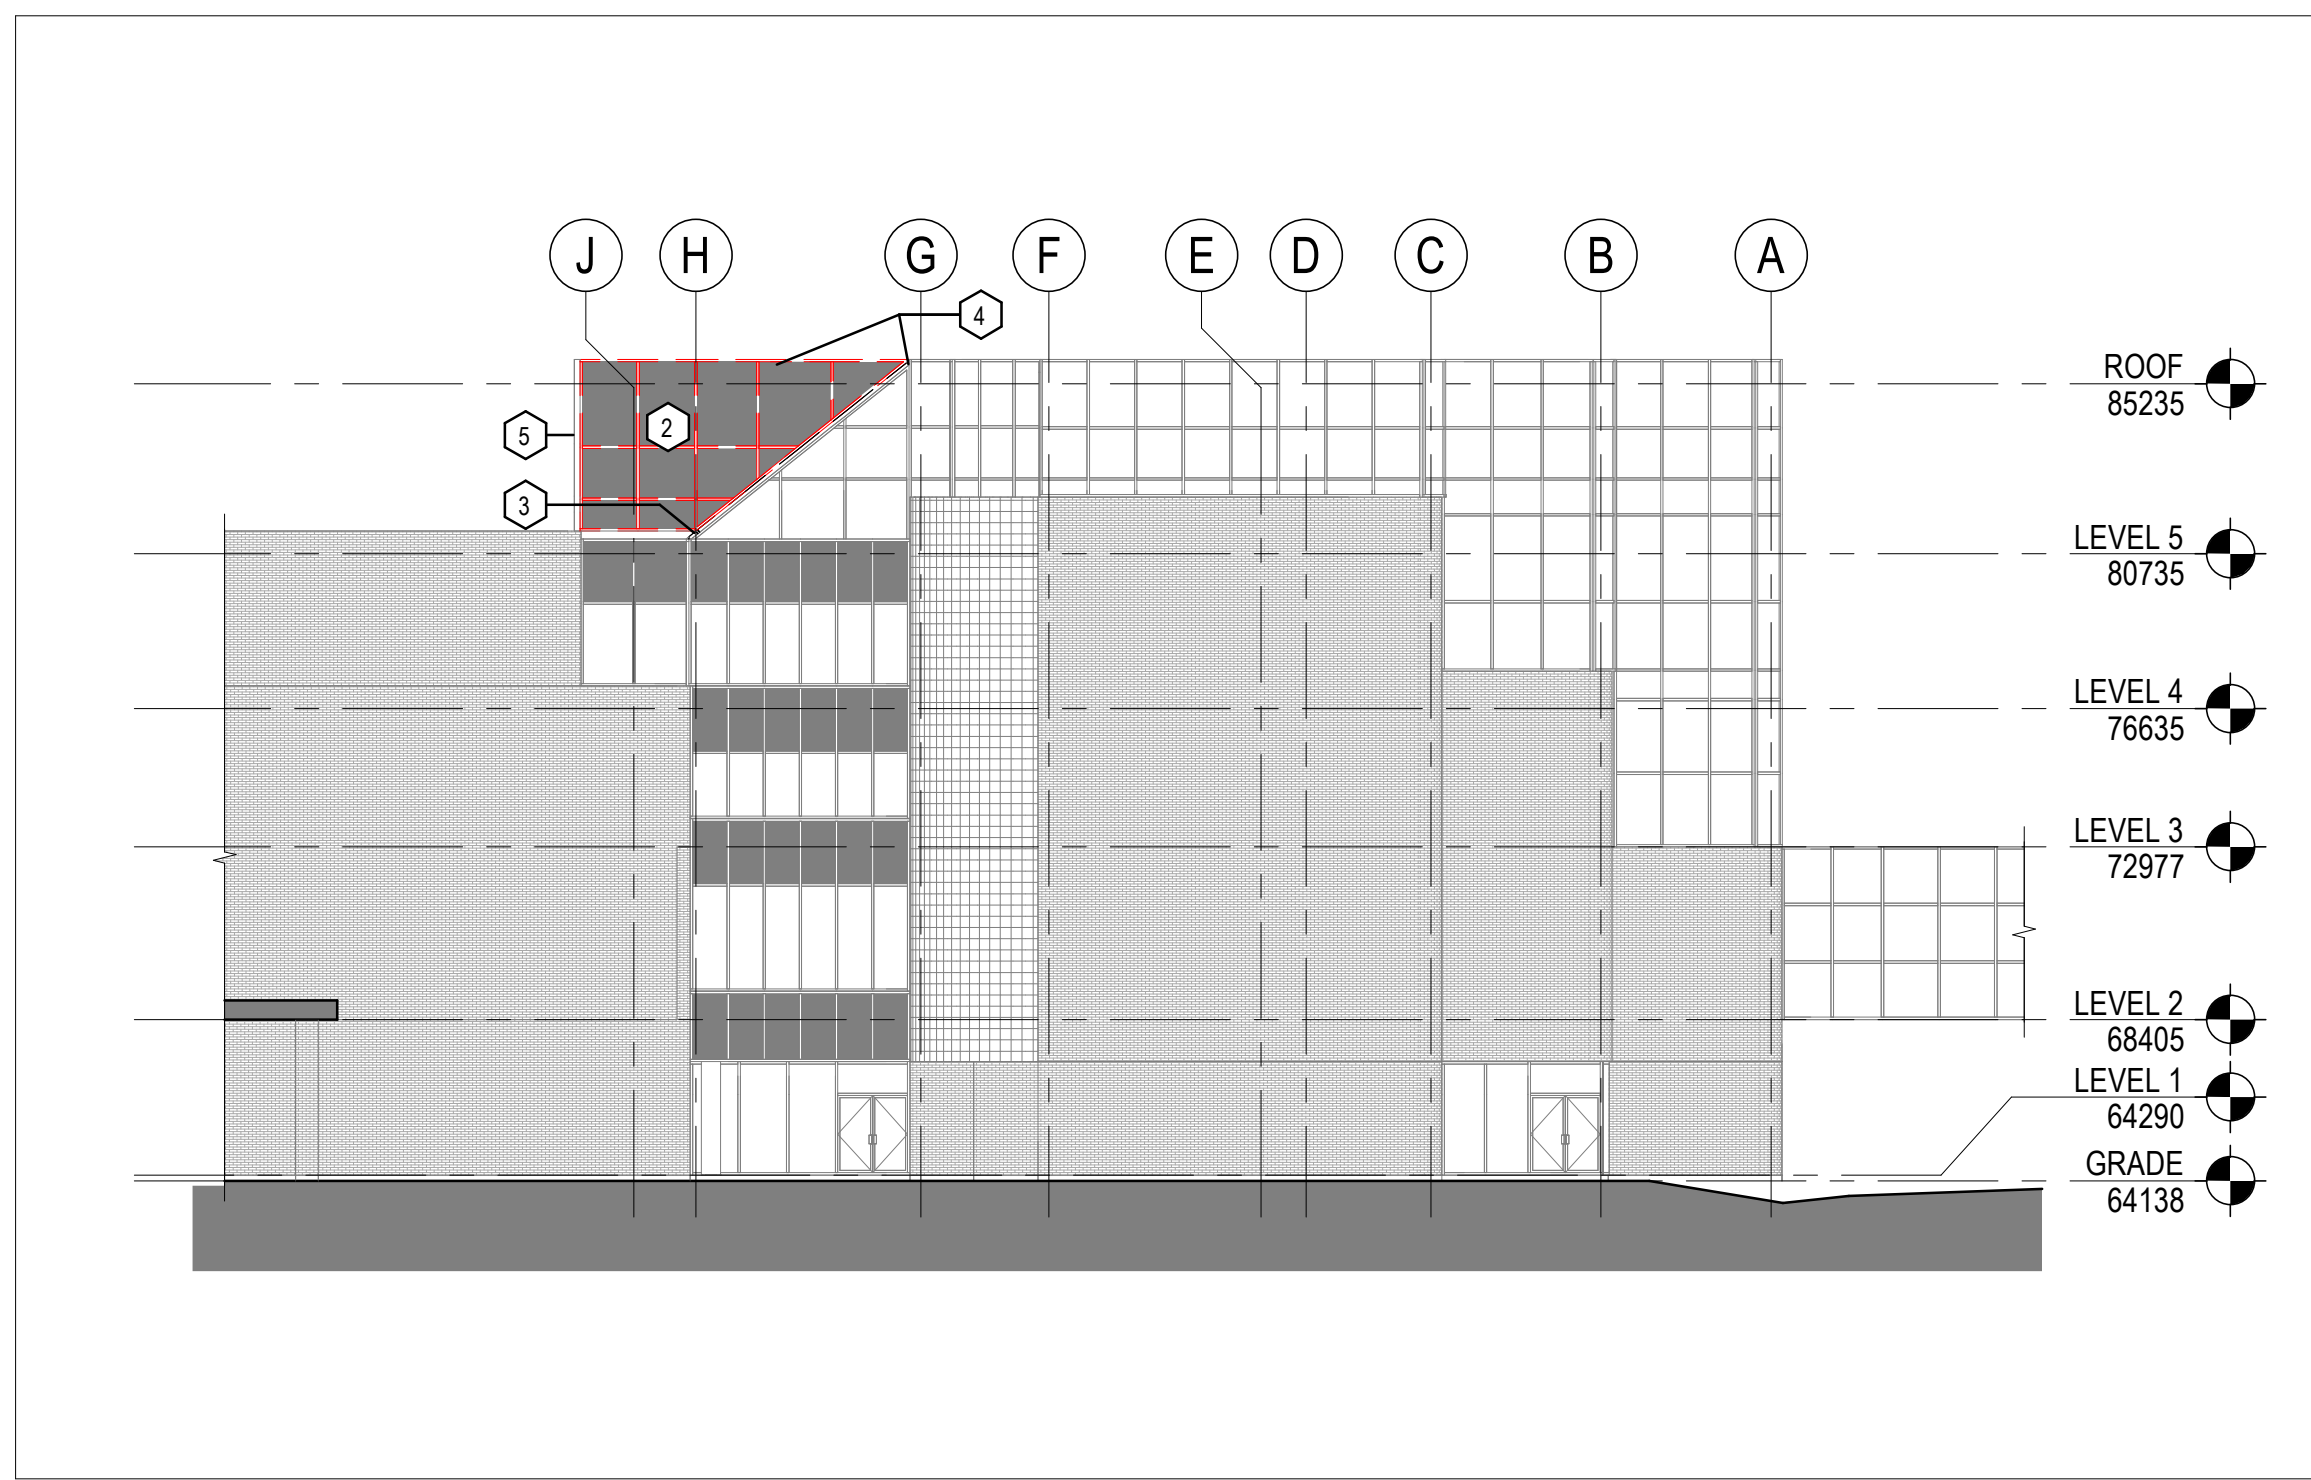 J H G F E D C B A
4
2
5
3
ROOF
85235
LEVEL 5
80735
LEVEL 4
76635
LEVEL 3
72977
LEVEL 2
68405
LEVEL 1
64290
GRADE
64138